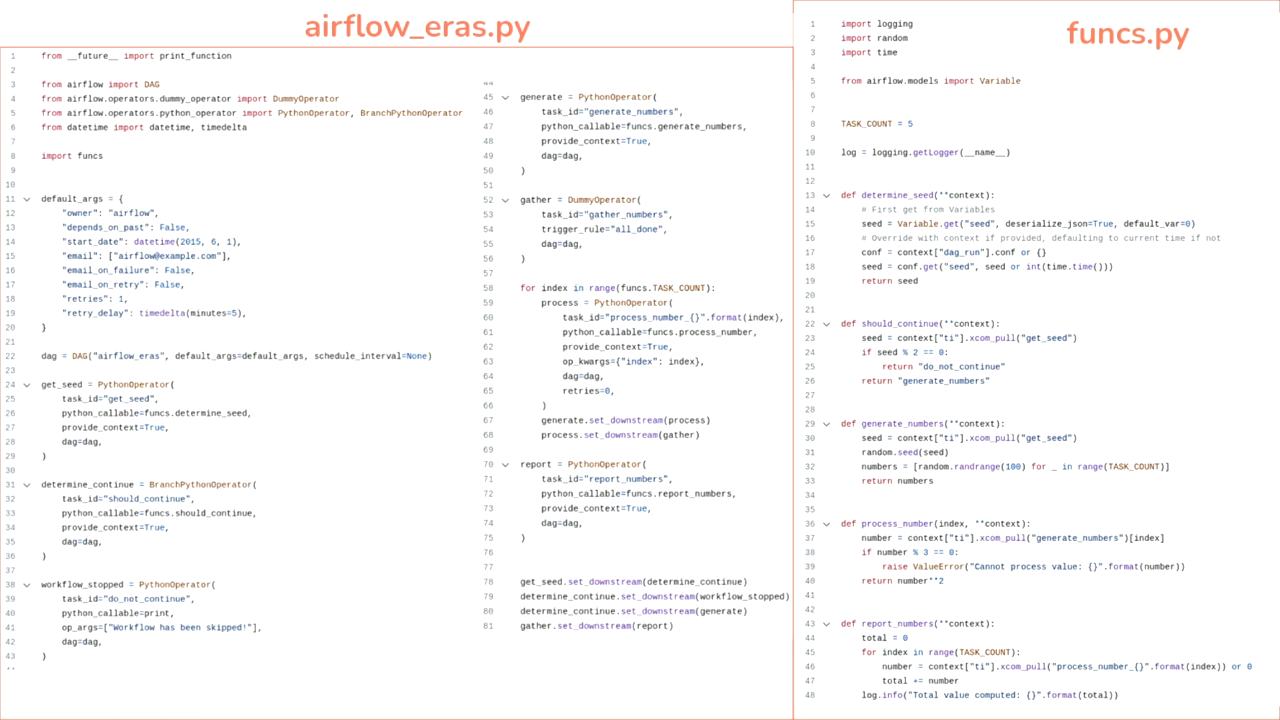 airflow_eras.py
1 from __future__ import print_function
2
3 from airflow import DAG
4 from airflow.operators.dummy_operator import DummyOperator
5 from airflow.operators.python_operator import PythonOperator, BranchPythonOperator
6 from datetime import datetime, timedelta
7
8 import funcs
9
10
11 default_args = {
12     "owner": "airflow",
13     "depends_on_past": False,
14     "start_date": datetime(2015, 6, 1),
15     "email": ["airflow@example.com"],
16     "email_on_failure": False,
17     "email_on_retry": False,
18     "retries": 1,
19     "retry_delay": timedelta(minutes=5),
20 }
21
22 dag = DAG("airflow_eras", default_args=default_args, schedule_interval=None)
23
24 get_seed = PythonOperator(
25     task_id="get_seed",
26     python_callable=funcs.determine_seed,
27     provide_context=True,
28     dag=dag,
29 )
30
31 determine_continue = BranchPythonOperator(
32     task_id="should_continue",
33     python_callable=funcs.should_continue,
34     provide_context=True,
35     dag=dag,
36 )
37
38 workflow_stopped = PythonOperator(
39     task_id="do_not_continue",
40     python_callable=print,
41     op_args=["Workflow has been skipped!"],
42     dag=dag,
43 )
45 generate = PythonOperator(
46     task_id="generate_numbers",
47     python_callable=funcs.generate_numbers,
48     provide_context=True,
49     dag=dag,
50 )
51
52 gather = DummyOperator(
53     task_id="gather_numbers",
54     trigger_rule="all_done",
55     dag=dag,
56 )
57
58 for index in range(funcs.TASK_COUNT):
59     process = PythonOperator(
60         task_id="process_number_{}".format(index),
61         python_callable=funcs.process_number,
62         provide_context=True,
63         op_kwargs={"index": index},
64         dag=dag,
65         retries=0,
66     )
67     generate.set_downstream(process)
68     process.set_downstream(gather)
69
70 report = PythonOperator(
71     task_id="report_numbers",
72     python_callable=funcs.report_numbers,
73     provide_context=True,
74     dag=dag,
75 )
76
77
78 get_seed.set_downstream(determine_continue)
79 determine_continue.set_downstream(workflow_stopped)
80 determine_continue.set_downstream(generate)
81 gather.set_downstream(report)
funcs.py
1 import logging
2 import random
3 import time
4
5 from airflow.models import Variable
6
7
8 TASK_COUNT = 5
9
10 log = logging.getLogger(__name__)
11
12
13 def determine_seed(**context):
14     # First get from Variables
15     seed = Variable.get("seed", deserialize_json=True, default_var=0)
16     # Override with context if provided, defaulting to current time if not
17     conf = context["dag_run"].conf or {}
18     seed = conf.get("seed", seed or int(time.time()))
19     return seed
20
21
22 def should_continue(**context):
23     seed = context["ti"].xcom_pull("get_seed")
24     if seed % 2 == 0:
25         return "do_not_continue"
26     return "generate_numbers"
27
28
29 def generate_numbers(**context):
30     seed = context["ti"].xcom_pull("get_seed")
31     random.seed(seed)
32     numbers = [random.randrange(100) for _ in range(TASK_COUNT)]
33     return numbers
34
35
36 def process_number(index, **context):
37     number = context["ti"].xcom_pull("generate_numbers")[index]
38     if number % 3 == 0:
39         raise ValueError("Cannot process value: {}".format(number))
40     return number**2
41
42
43 def report_numbers(**context):
44     total = 0
45     for index in range(TASK_COUNT):
46         number = context["ti"].xcom_pull("process_number_{}".format(index)) or 0
47         total += number
48     log.info("Total value computed: {}".format(total))